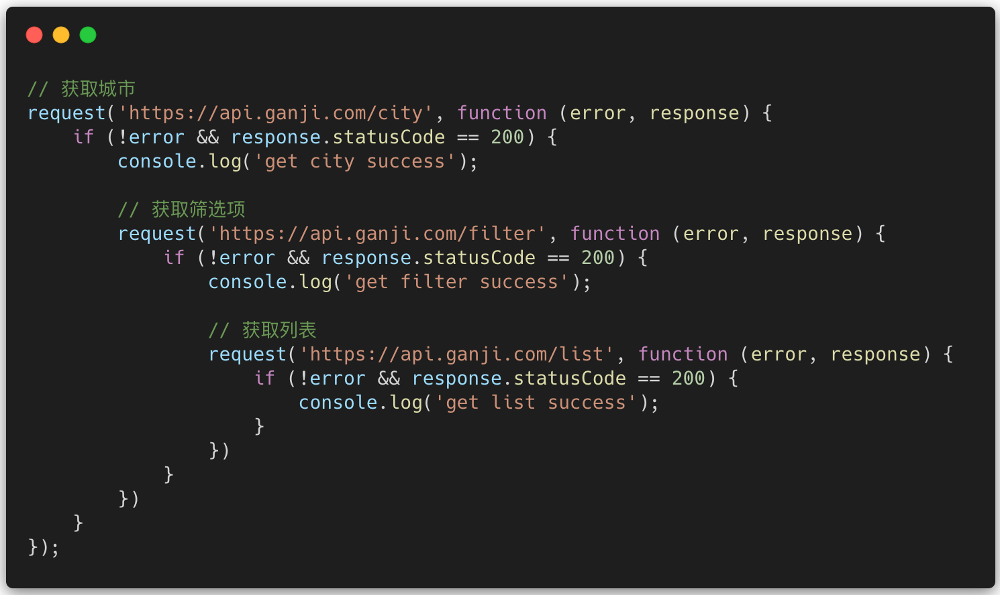 // 获取城市
request('https://api.ganji.com/city', function (error, response) {
    if (!error && response.statusCode == 200) {
        console.log('get city success');

        // 获取筛选项
        request('https://api.ganji.com/filter', function (error, response) {
            if (!error && response.statusCode == 200) {
                console.log('get filter success');

                // 获取列表
                request('https://api.ganji.com/list', function (error, response) {
                    if (!error && response.statusCode == 200) {
                        console.log('get list success');
                    }
                })
            }
        })
    }
});